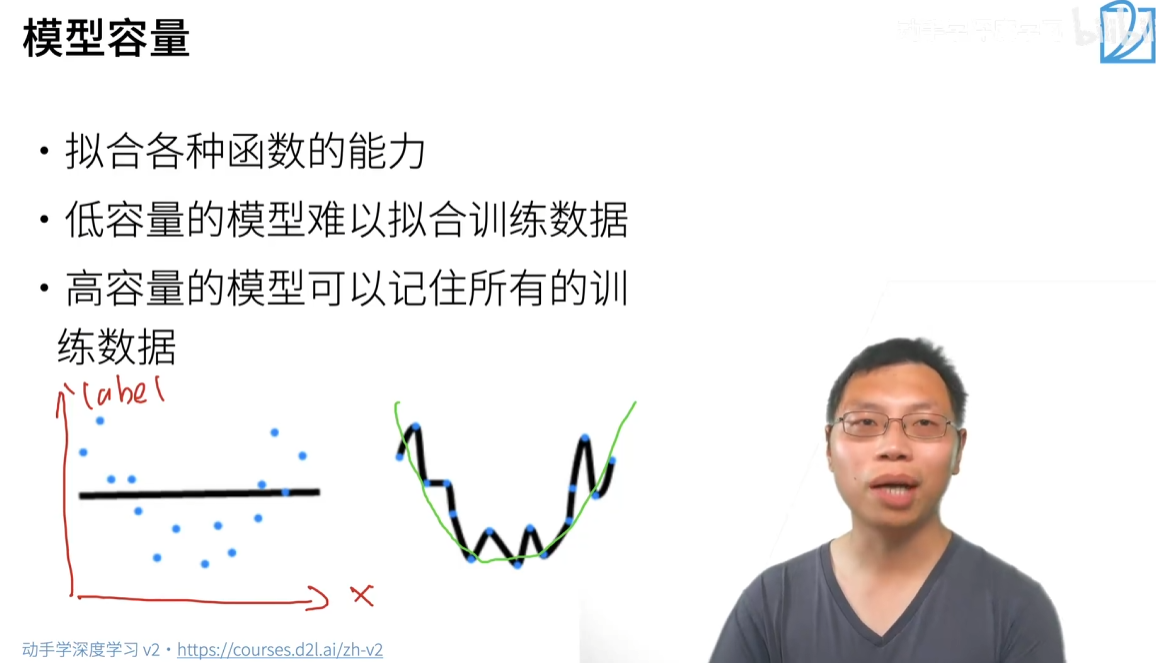 模型容量
• 拟合各种函数的能力
• 低容量的模型难以拟合训练数据
• 高容量的模型可以记住所有的训
练数据
label
x
动手学深度学习 v2 • https://courses.d2l.ai/zh-v2